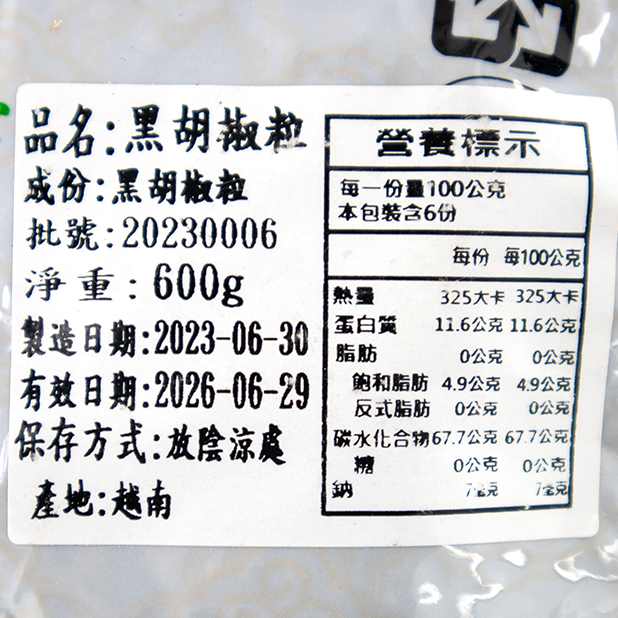 品名:黑胡椒粒
成份:黑胡椒粒
批號:20230006
淨重:600g
製造日期:2023-06-30
有效日期:2026-06-29
保存方式:放陰涼處
產地:越南
營養標示
每一份量100公克
本包裝含6份
每份 每100公克
熱量 325大卡 325大卡
蛋白質 11.6公克 11.6公克
脂肪 0公克 0公克
飽和脂肪 4.9公克 4.9公克
反式脂肪 0公克 0公克
碳水化合物 67.7公克 67.7公克
糖 0公克 0公克
鈉 7毫克 7毫克